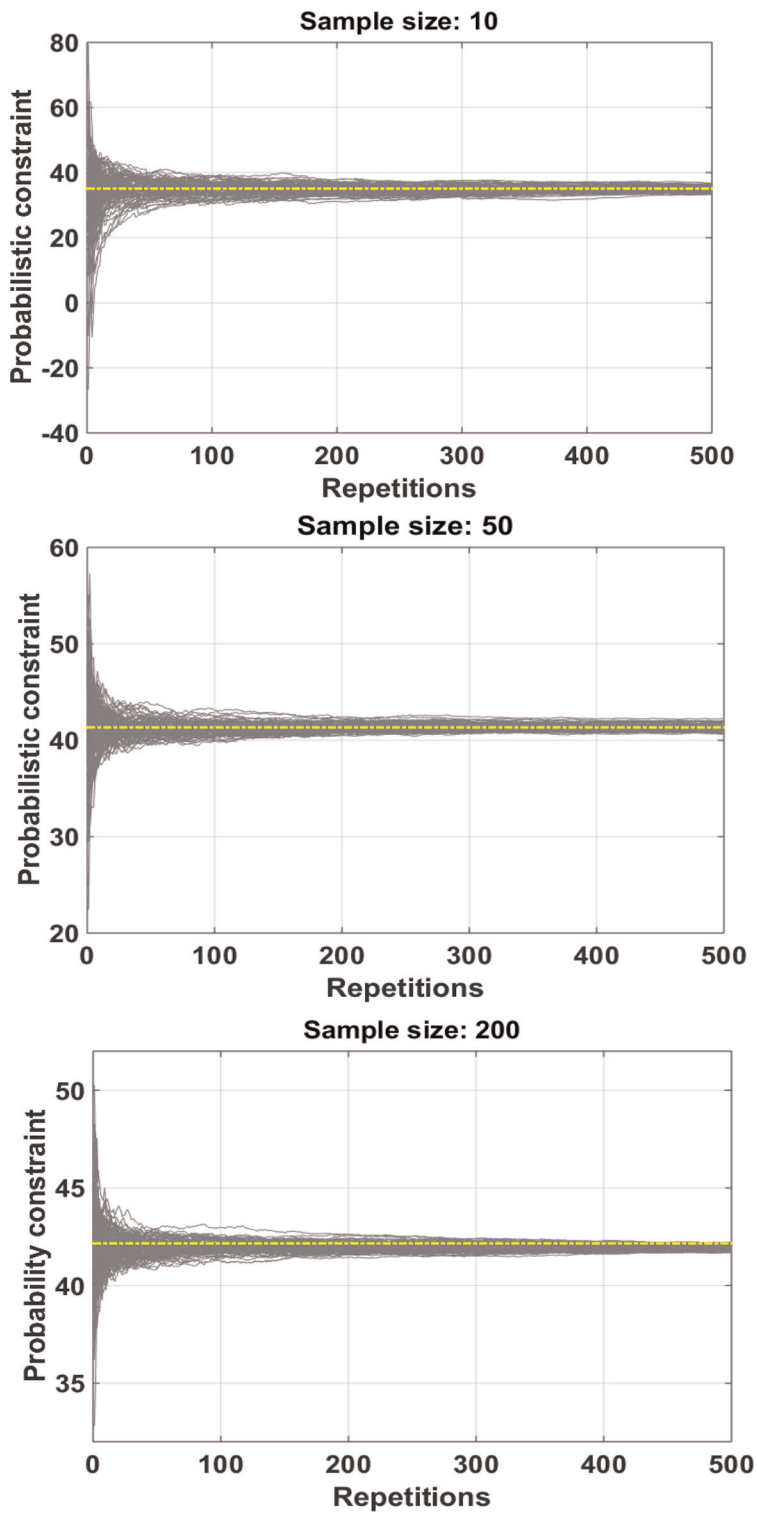 Sample size: 10
Probabilistic constraint
80
60
40
20
0
-20
-40
0 100 200 300 400 500
Repetitions
Sample size: 50
Probabilistic constraint
60
50
40
30
20
0 100 200 300 400 500
Repetitions
Sample size: 200
Probability constraint
50
45
40
35
0 100 200 300 400 500
Repetitions